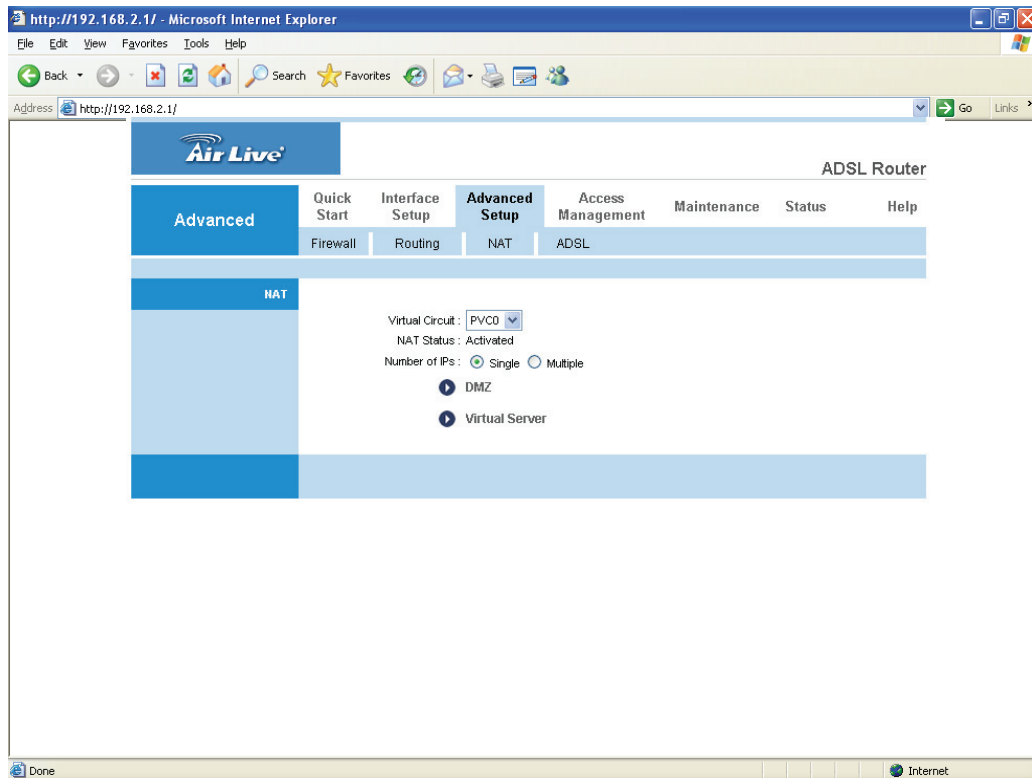 http://192.168.2.1/ - Microsoft Internet Explorer
File Edit View Favorites Tools Help
Back Search Favorites
Address http://192.168.2.1/ Go Links
Air Live
ADSL Router
Advanced
Quick Start Interface Setup Advanced Setup Access Management Maintenance Status Help
Firewall Routing NAT ADSL
NAT
Virtual Circuit : PVC0
NAT Status : Activated
Number of IPs : Single Multiple
DMZ
Virtual Server
Done Internet